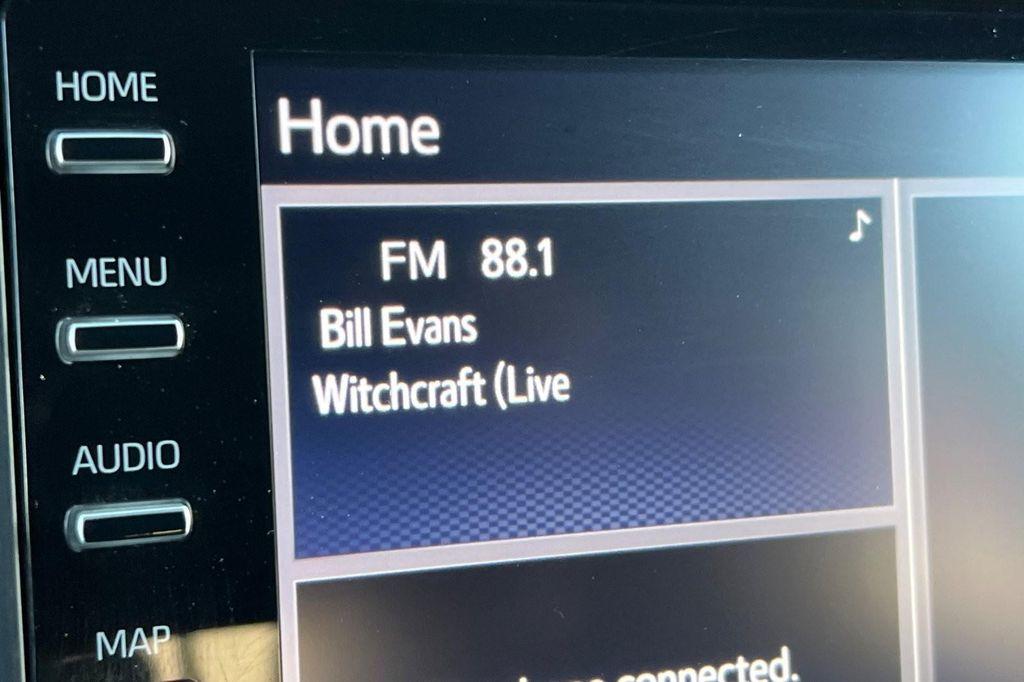 HOME
MENU
AUDIO
MAP
Home
FM 88.1
Bill Evans
Witchcraft (Live
connected.